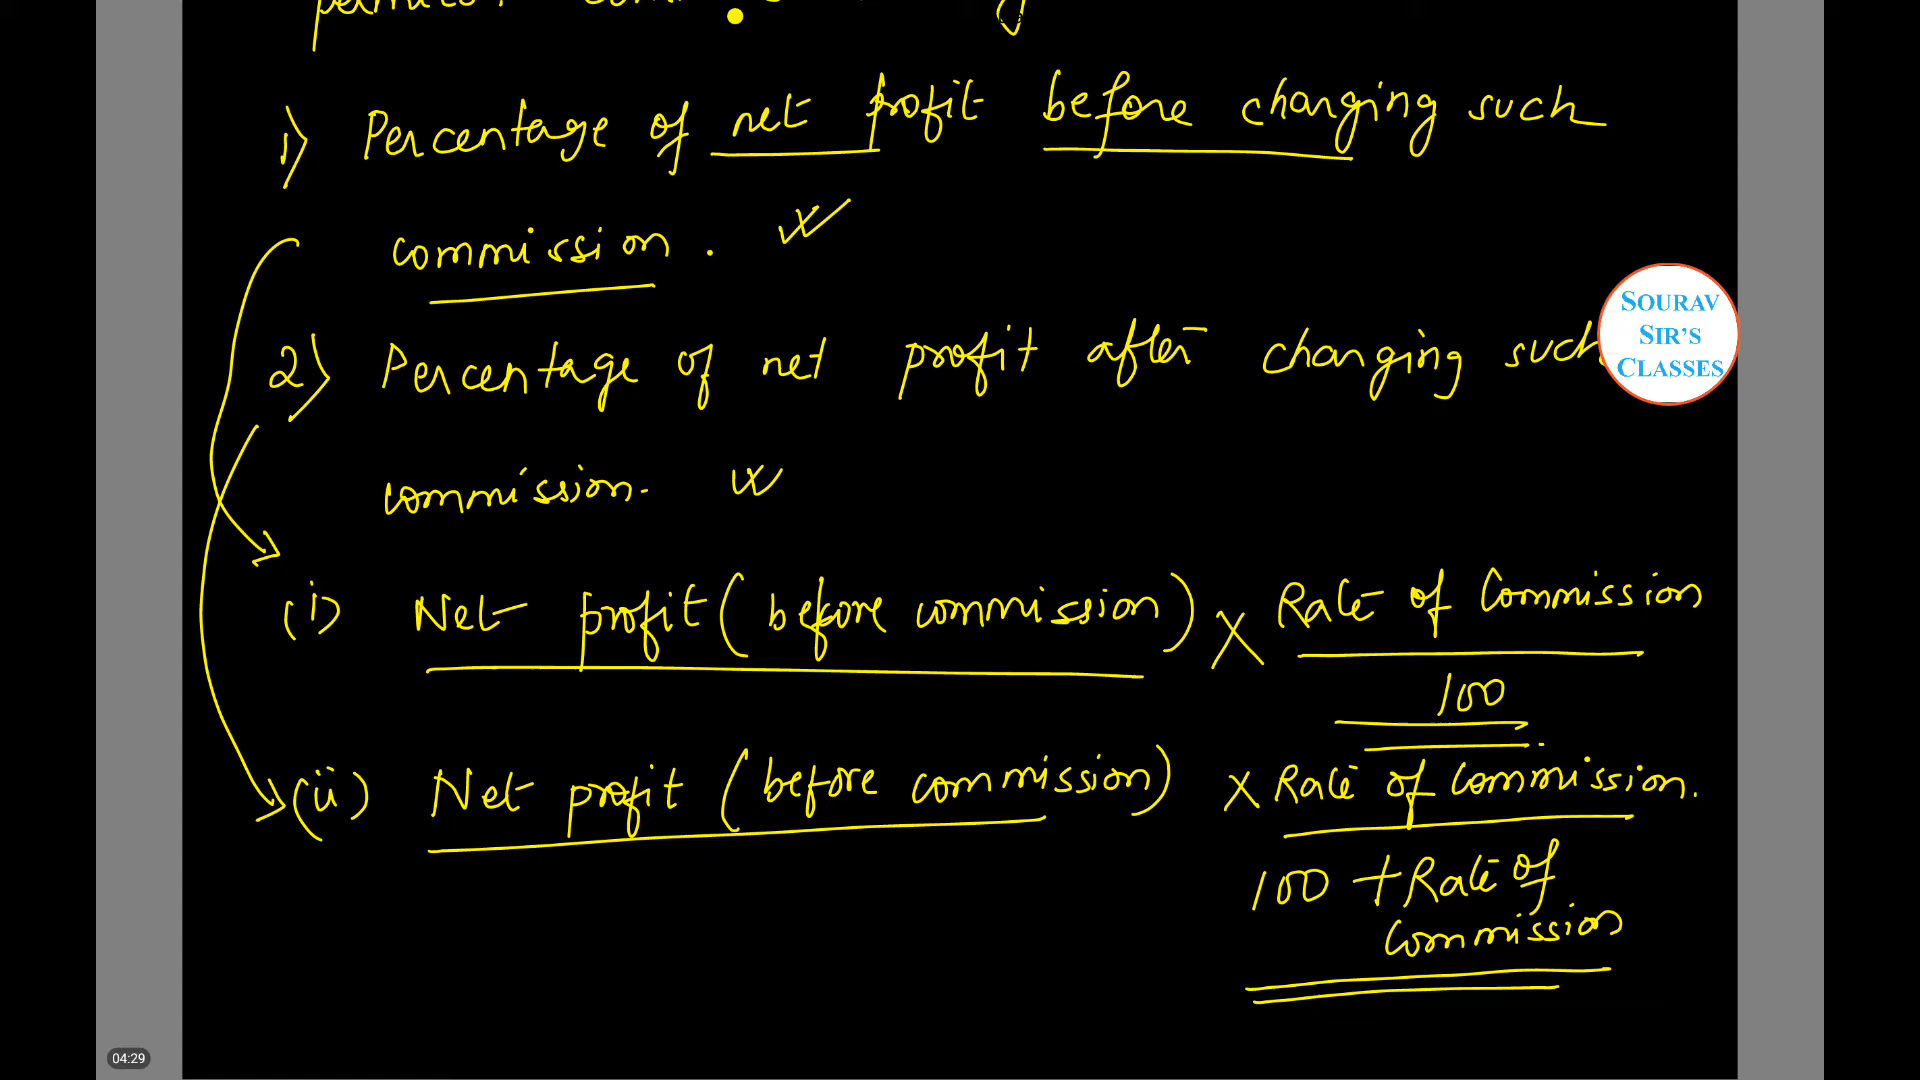 1) Percentage of net profit before changing such
commission.
2) Percentage of net profit after changing such
commission.
(i) Net profit (before commission) X Rate of Commission
100
(ii) Net profit (before commission) X Rate of Commission.
100 + Rate of
Commission
SOURAV
SIR'S
CLASSES
04:29